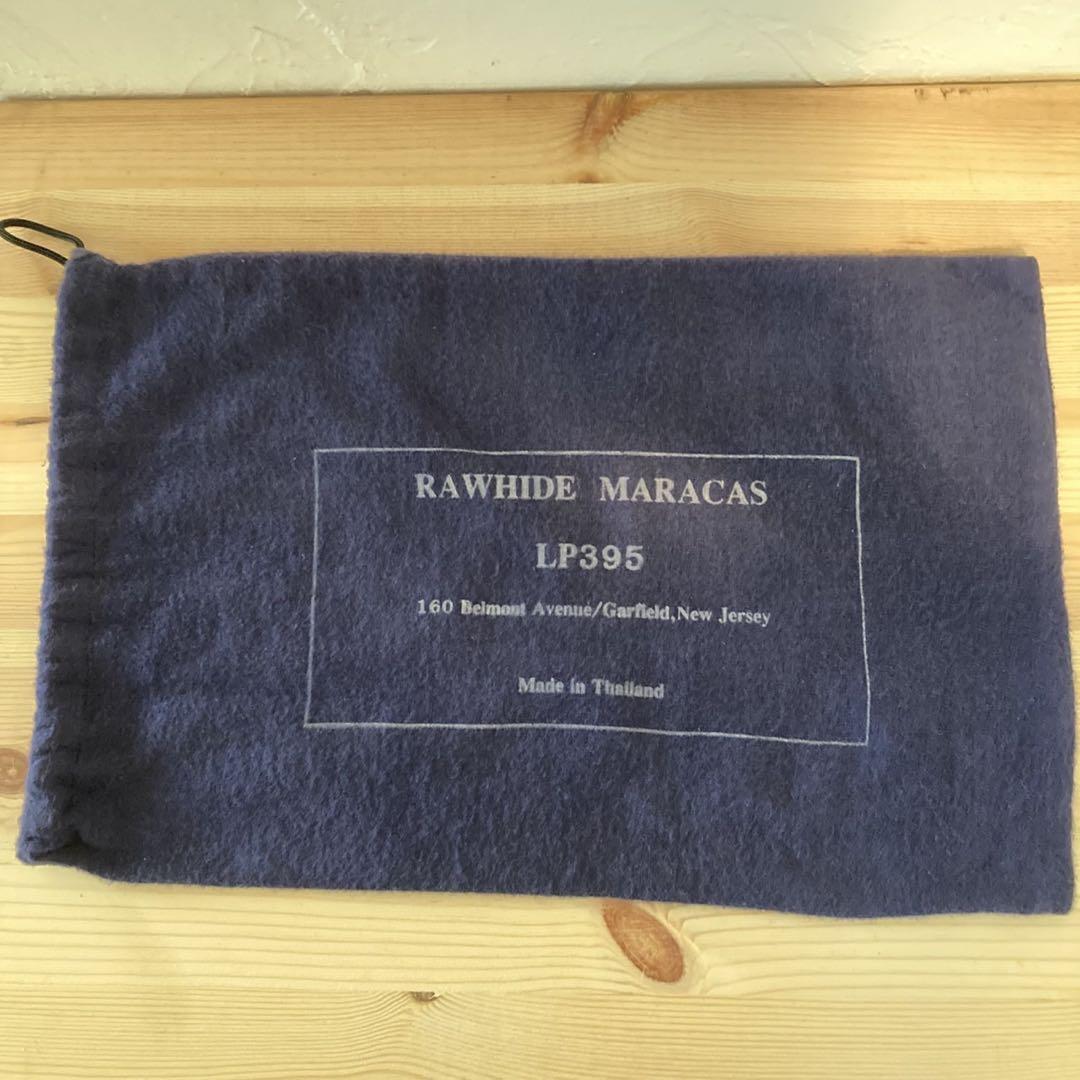 RAWHIDE MARACAS
LP395
160 Belmont Avenue/Garfield,New Jersey
Made in Thailand